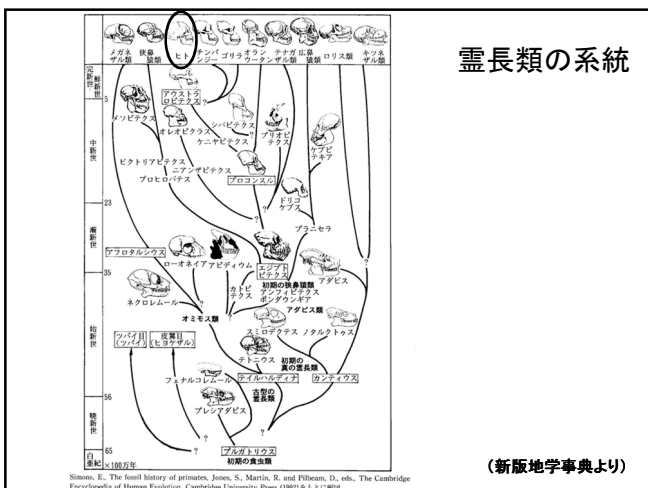 霊長類の系統
メガネ 狭鼻 ヒト チンパ ゴリラ オラン テナガ 広鼻 ロリス類 キツネ
ザル類 猿類 ンジー ウータン ザル類 猿類 ザル類
完新世
鮮新世
5
アウストラ
ロピテクス
?
メソピテクス
オレオピテクス
シバピテクス
プリオピ
テクス
ケニヤピテクス
中新世
ビクトリアピテクス
ニアンザピテクス
プロヒロバテス
プロコンスル
ドリコ
ケブス
23
?
?
ブラニセラ
漸新世
アフロタルシウス
ローオネイア
アピディウム
エジプト
ピテクス
アダピス
?
35
カトピ
テクス
初期の狭鼻猿類
アンフィピテクス
ポンダウンギア
ネクロレムール
?
?
アダピス類
オミモス類
スミロデクテス
ノタルクトゥス
始新世
ツパイ目
(ツパイ)
皮翼目
(ヒヨケザル)
テトニウス
初期の
真の霊長類
フェナルコレムール
テイルハルディナ
カンティウス
56
古型の
霊長類
プレシアダピス
暁新世
?
?
?
65
プルガトリウス
初期の食虫類
白亜紀
×100万年
(新版地学事典より)
Simons, E., The fossil history of primates, Jones, S., Martin, R. and Pilbeam, D., eds., The Cambridge
Encyclopedia of Human Evolution, Cambridge University Press (1992)をもとに